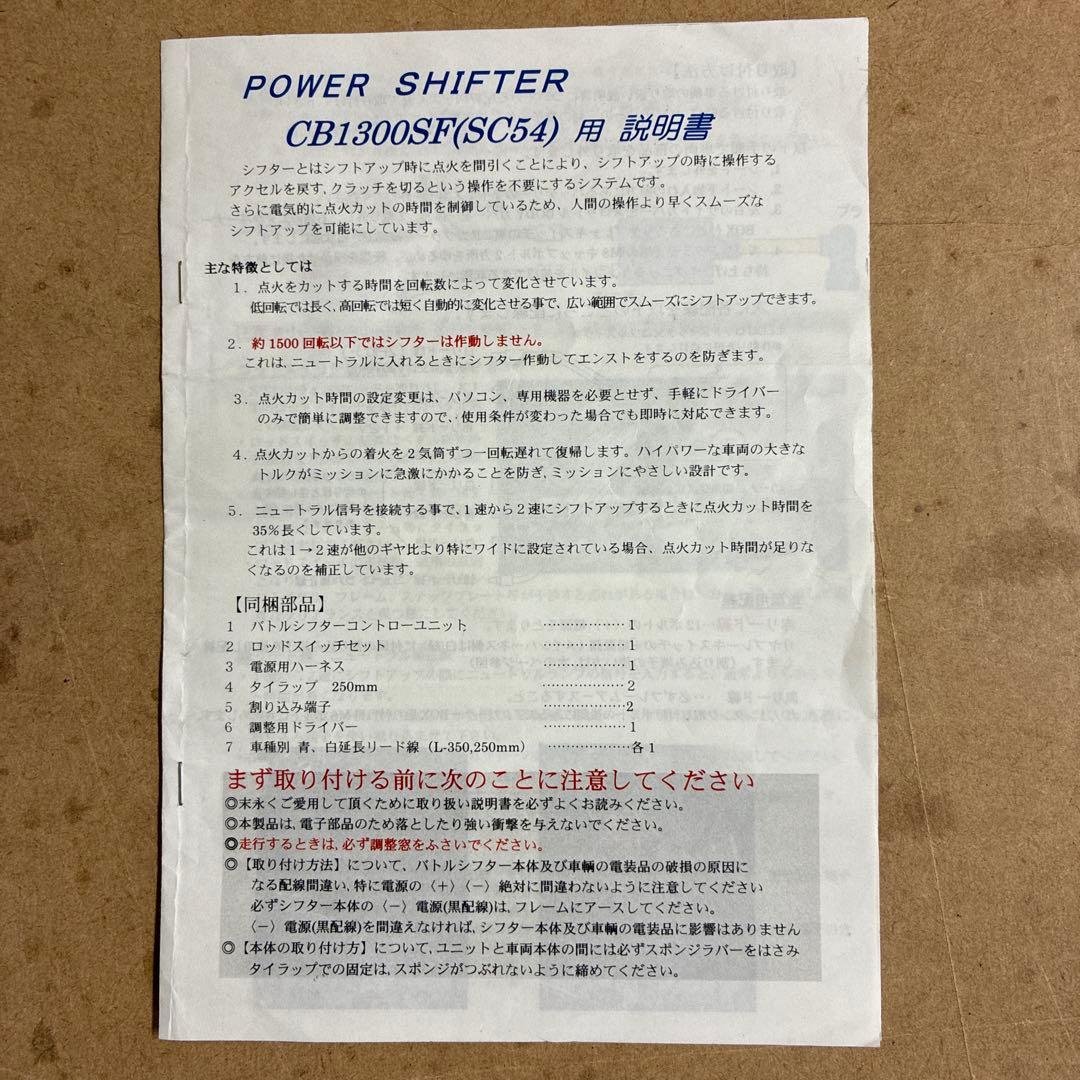 POWER SHIFTER
CB1300SF(SC54) 用 説明書
シフターとはシフトアップ時に点火を間引くことにより、シフトアップの時に操作する
アクセルを戻す,クラッチを切るという操作を不要にするシステムです。
さらに電気的に点火カットの時間を制御しているため、人間の操作より早くスムーズな
シフトアップを可能にしています。
主な特徴としては
1．点火をカットする時間を回転数によって変化させています。
低回転では長く,高回転では短く自動的に変化させる事で、広い範囲でスムーズにシフトアップできます。
2．約1500回転以下ではシフターは作動しません。
これは,ニュートラルに入れるときにシフター作動してエンストをするのを防ぎます。
3．点火カット時間の設定変更は、パソコン、専用機器を必要とせず、手軽にドライバー
のみで簡単に調整できますので、使用条件が変わった場合でも即時に対応できます。
4．点火カットからの着火を2気筒ずつ一回転遅れて復帰します。ハイパワーな車両の大きな
トルクがミッションに急激にかかることを防ぎ,ミッションにやさしい設計です。
5．ニュートラル信号を接続する事で,1速から2速にシフトアップするときに点火カット時間を
35%長くしています。
これは1→2速が他のギヤ比より特にワイドに設定されている場合、点火カット時間が足りな
くなるのを補正しています。
【同梱部品】
1 バトルシフターコントローユニット ………………1
2 ロッドスイッチセット ………………1
3 電源用ハーネス ………………1
4 タイラップ 250mm ………………2
5 割り込み端子 ………………2
6 調整用ドライバー ………………1
7 車種別 青、白延長リード線（L-350,250mm） ………………各1
まず取り付ける前に次のことに注意してください
◎末永くご愛用して頂くために取り扱い説明書を必ずよくお読みください。
◎本製品は,電子部品のため落としたり強い衝撃を与えないでください。
◎走行するときは,必ず調整窓をふさいでください。
◎【取り付け方法】について、バトルシフター本体及び車輌の電装品の破損の原因に
なる配線間違い,特に電源の〈+〉〈−〉絶対に間違わないように注意してください
必ずシフター本体の〈−〉電源(黒配線)は,フレームにアースしてください。
〈−〉電源(黒配線)を間違えなければ,シフター本体及び車輌の電装品に影響はありません
◎【本体の取り付け方】について,ユニットと車両本体の間には必ずスポンジラバーをはさみ
タイラップでの固定は,スポンジがつぶれないように締めてください。